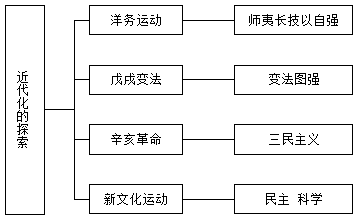 近代化的探索
洋务运动
师夷长技以自强
戊戌变法
变法图强
辛亥革命
三民主义
新文化运动
民主 科学